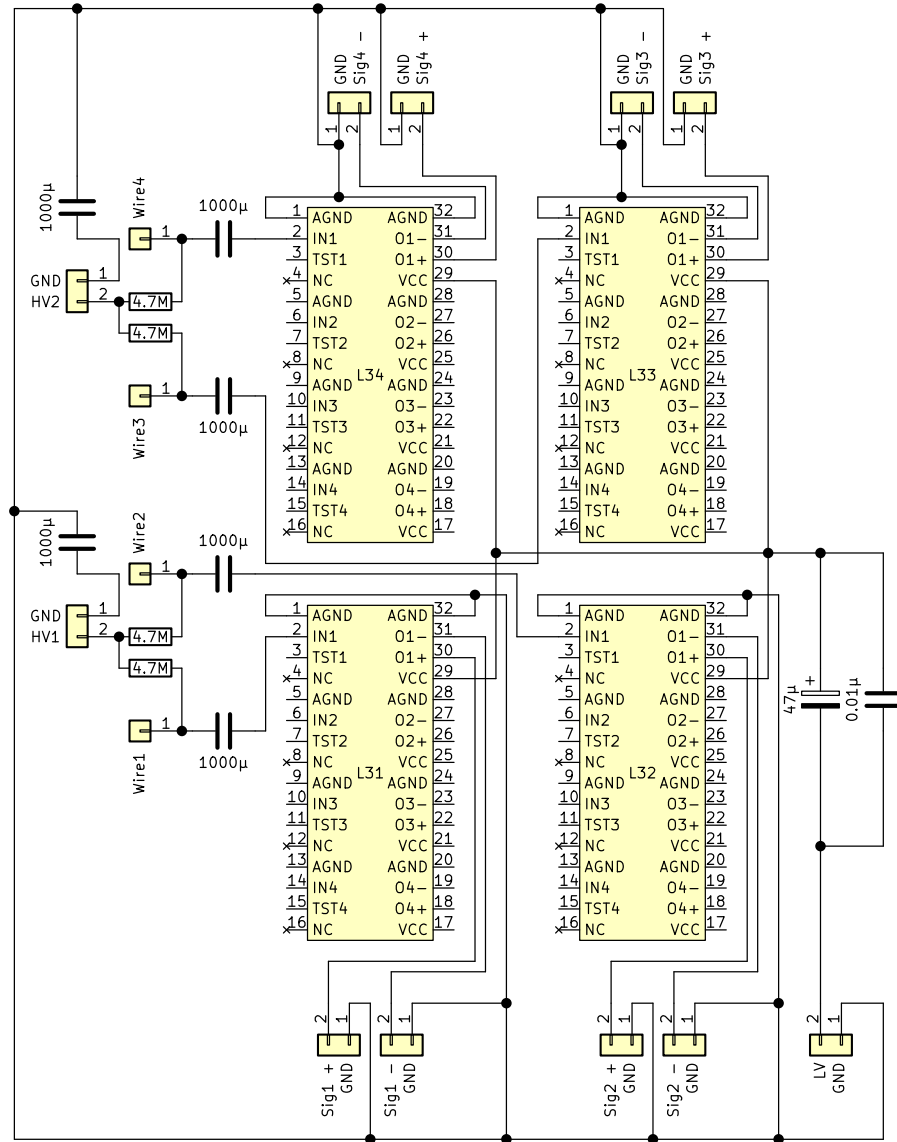 GND
Sig4 -
GND
Sig4 +
GND
Sig3 -
GND
Sig3 +
1
2
1
2
1
2
1
2
1000μ
Wire4
1
1000μ
GND 1
HV2 2
4.7M
4.7M
Wire3
1
1000μ
1 AGND AGND 32
2 IN1 O1- 31
3 TST1 O1+ 30
4 NC VCC 29
5 AGND AGND 28
6 IN2 O2- 27
7 TST2 O2+ 26
8 NC VCC 25
L34
9 AGND AGND 24
10 IN3 O3- 23
11 TST3 O3+ 22
12 NC VCC 21
13 AGND AGND 20
14 IN4 O4- 19
15 TST4 O4+ 18
16 NC VCC 17
1 AGND AGND 32
2 IN1 O1- 31
3 TST1 O1+ 30
4 NC VCC 29
5 AGND AGND 28
6 IN2 O2- 27
7 TST2 O2+ 26
8 NC VCC 25
L33
9 AGND AGND 24
10 IN3 O3- 23
11 TST3 O3+ 22
12 NC VCC 21
13 AGND AGND 20
14 IN4 O4- 19
15 TST4 O4+ 18
16 NC VCC 17
1000μ
Wire2
1
1000μ
GND 1
HV1 2
4.7M
4.7M
Wire1
1
1000μ
1 AGND AGND 32
2 IN1 O1- 31
3 TST1 O1+ 30
4 NC VCC 29
5 AGND AGND 28
6 IN2 O2- 27
7 TST2 O2+ 26
8 NC VCC 25
L31
9 AGND AGND 24
10 IN3 O3- 23
11 TST3 O3+ 22
12 NC VCC 21
13 AGND AGND 20
14 IN4 O4- 19
15 TST4 O4+ 18
16 NC VCC 17
1 AGND AGND 32
2 IN1 O1- 31
3 TST1 O1+ 30
4 NC VCC 29
5 AGND AGND 28
6 IN2 O2- 27
7 TST2 O2+ 26
8 NC VCC 25
L32
9 AGND AGND 24
10 IN3 O3- 23
11 TST3 O3+ 22
12 NC VCC 21
13 AGND AGND 20
14 IN4 O4- 19
15 TST4 O4+ 18
16 NC VCC 17
47μ
+
0.01μ
2
1
2
1
2
1
2
1
2
1
Sig1 +
GND
Sig1 -
GND
Sig2 +
GND
Sig2 -
GND
LV
GND